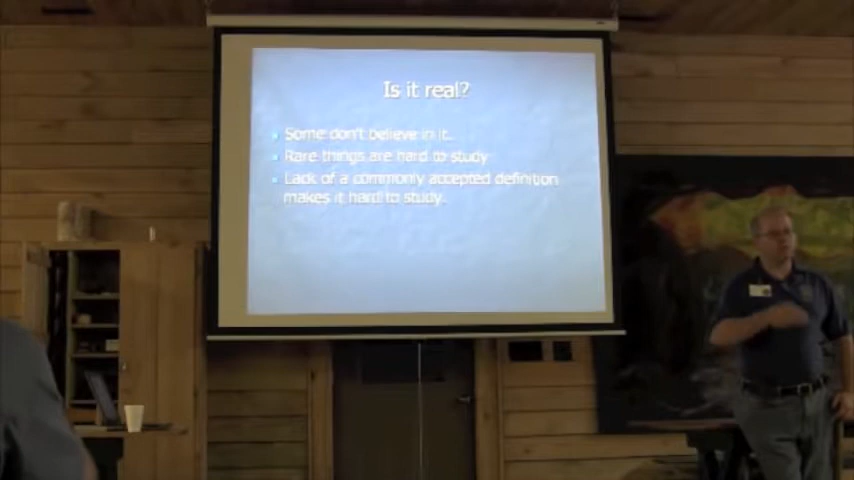 Is it real?
Some don't believe in it.
Rare things are hard to study
Lack of a commonly accepted definition
makes it hard to study.